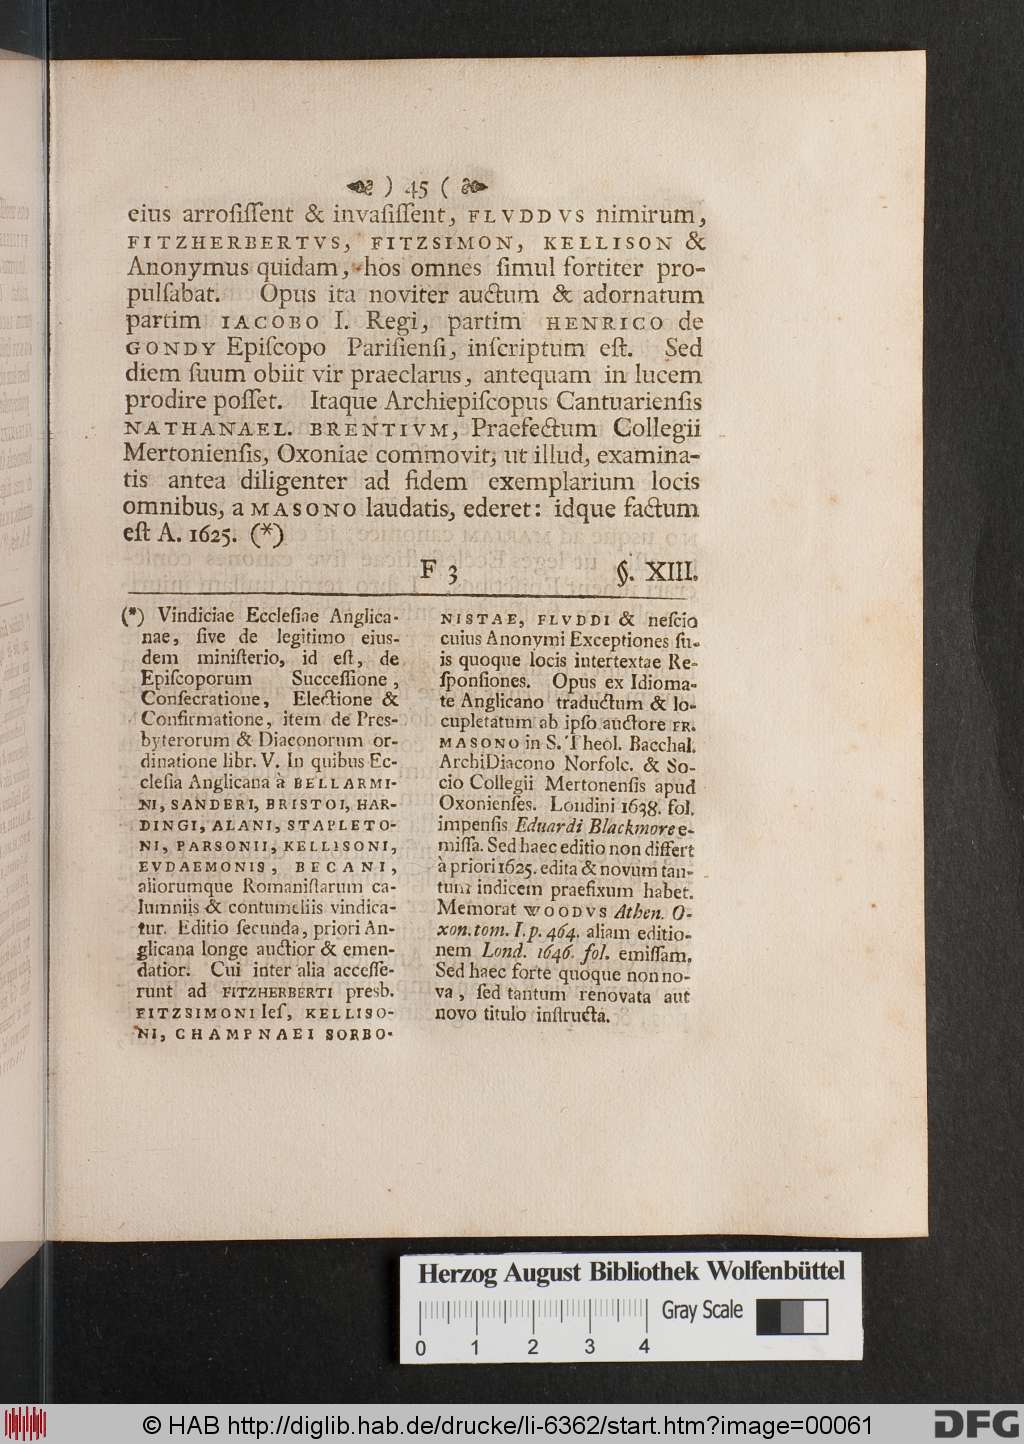 ) 45 (
eius arrosiſſent & invaſiſſent, FLVDDVS nimirum,
FITZHERBERTVS, FITZSIMON, KELLISON &
Anonymus quidam, hos omnes ſimul fortiter pro-
pulſabat. Opus ita noviter auctum & adornatum
partim IACOBO I. Regi, partim HENRICO de
GONDY Epiſcopo Pariſienſi, inſcriptum eſt. Sed
diem ſuum obiit vir praeclarus, antequam in lucem
prodire poſſet. Itaque Archiepiſcopus Cantuarienſis
NATHANAEL. BRENTIVM, Praefectum Collegii
Mertonienſis, Oxoniae commovit, ut illud, examina-
tis antea diligenter ad fidem exemplarium locis
omnibus, a MASONO laudatis, ederet: idque factum
eſt A. 1625. (*)
F 3 §. XIII.
(*) Vindiciae Eccleſiae Anglica-
nae, ſive de legitimo eius-
dem miniſterio, id eſt, de
Epiſcoporum Succeſſione,
Conſecratione, Electione &
Confirmatione, item de Pres-
byterorum & Diaconorum or-
dinatione libr. V. In quibus Ec-
cleſia Anglicana à BELLARMI-
NI, SANDERI, BRISTOI, HAR-
DINGI, ALANI, STAPLETO-
NI, PARSONII, KELLISONI,
EVDAEMONIS, BECANI,
aliorumque Romaniſtarum ca-
lumniis & contumeliis vindica-
tur. Editio ſecunda, priori An-
glicana longe auctior & emen-
datior. Cui inter alia acceſſe-
runt ad FITZHERBERTI presb.
FITZSIMONI Ieſ, KELLISO-
NI, CHAMPNAEI SORBO-
NISTAE, FLVDDI & neſcio
cuius Anonymi Exceptiones ſu-
is quoque locis intertextae Re-
ſponſiones. Opus ex Idioma-
te Anglicano traductum & lo-
cupletatum ab ipſo auctore FR.
MASONO in S. Theol. Bacchal.
ArchiDiacono Norfolc. & So-
cio Collegii Mertonenſis apud
Oxonienſes. Londini 1638. fol.
impenſis Eduardi Blackmore e-
miſſa. Sed haec editio non differt
à priori 1625. edita & novum tan-
tum indicem praefixum habet.
Memorat WOODVS Athen. O-
xon. tom. I. p. 464. aliam editio-
nem Lond. 1646. fol. emiſſam.
Sed haec forte quoque non no-
va, ſed tantum renovata aut
novo titulo inſtructa.
Herzog August Bibliothek Wolfenbüttel
Gray Scale
0 1 2 3 4
© HAB http://diglib.hab.de/drucke/li-6362/start.htm?image=00061
DFG